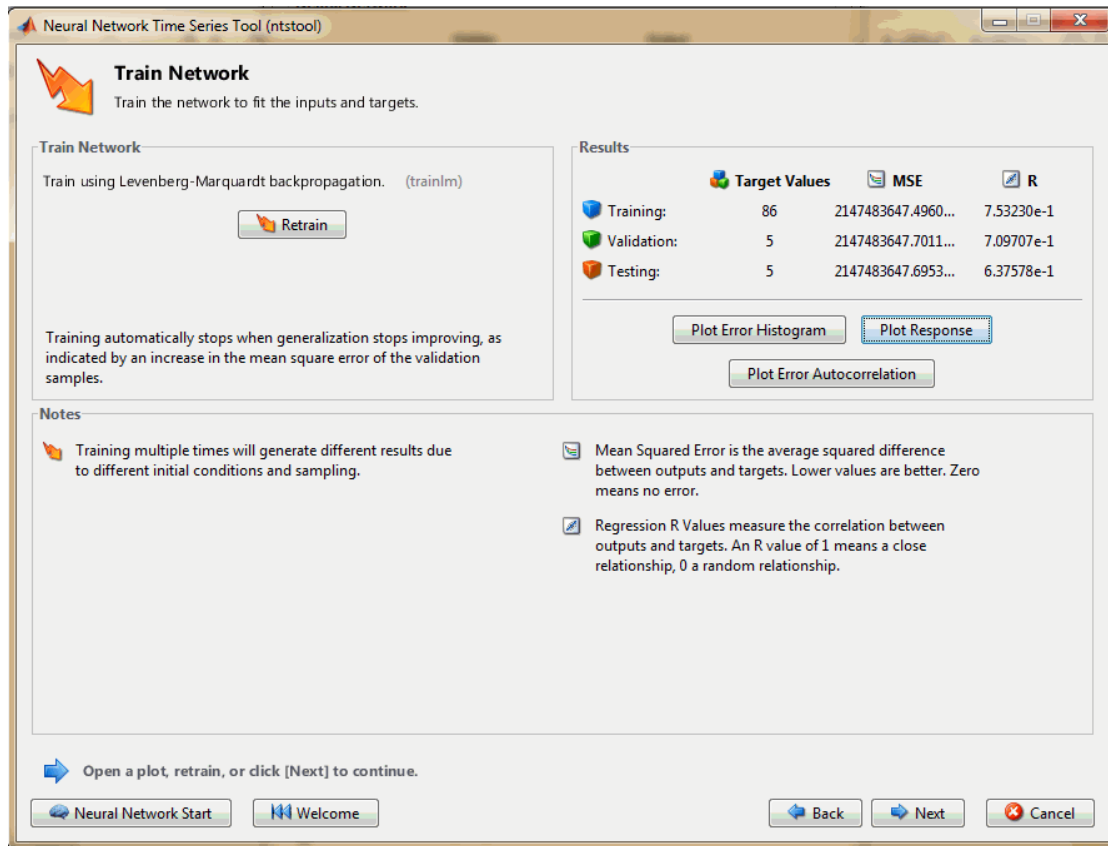 Neural Network Time Series Tool (ntstool)
Train Network
Train the network to fit the inputs and targets.
Train Network
Train using Levenberg-Marquardt backpropagation. (trainlm)
Retrain
Training automatically stops when generalization stops improving, as
indicated by an increase in the mean square error of the validation
samples.
Results
Target Values MSE R
Training: 86 2147483647.4960... 7.53230e-1
Validation: 5 2147483647.7011... 7.09707e-1
Testing: 5 2147483647.6953... 6.37578e-1
Plot Error Histogram Plot Response
Plot Error Autocorrelation
Notes
Training multiple times will generate different results due
to different initial conditions and sampling.
Mean Squared Error is the average squared difference
between outputs and targets. Lower values are better. Zero
means no error.
Regression R Values measure the correlation between
outputs and targets. An R value of 1 means a close
relationship, 0 a random relationship.
Open a plot, retrain, or click [Next] to continue.
Neural Network Start Welcome Back Next Cancel